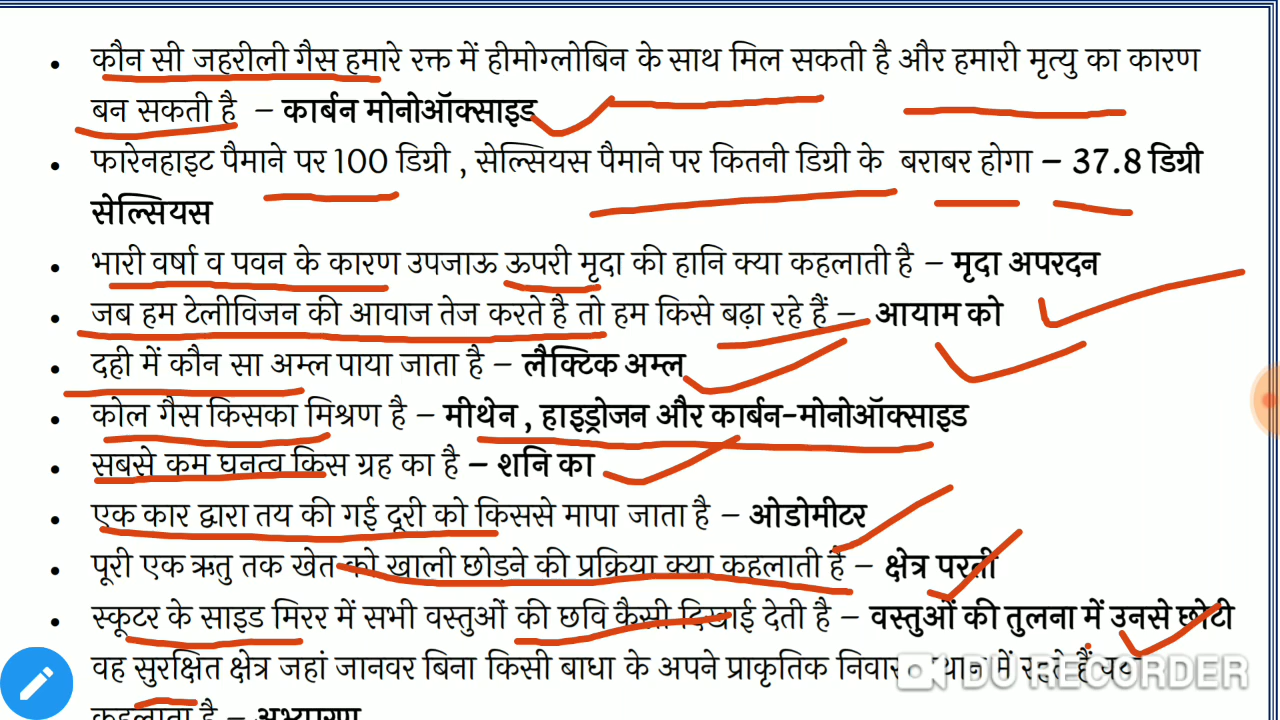 • कौन सी जहरीली गैस हमारे रक्त में हीमोग्लोबिन के साथ मिल सकती है और हमारी मृत्यु का कारण
बन सकती है – कार्बन मोनोऑक्साइड
• फारेनहाइट पैमाने पर 100 डिग्री , सेल्सियस पैमाने पर कितनी डिग्री के बराबर होगा – 37.8 डिग्री
सेल्सियस
• भारी वर्षा व पवन के कारण उपजाऊ ऊपरी मृदा की हानि क्या कहलाती है – मृदा अपरदन
• जब हम टेलीविजन की आवाज तेज करते है तो हम किसे बढ़ा रहे हैं – आयाम को
• दही में कौन सा अम्ल पाया जाता है – लैक्टिक अम्ल
• कोल गैस किसका मिश्रण है – मीथेन , हाइड्रोजन और कार्बन-मोनोऑक्साइड
• सबसे कम घनत्व किस ग्रह का है – शनि का
• एक कार द्वारा तय की गई दूरी को किससे मापा जाता है – ओडोमीटर
• पूरी एक ऋतु तक खेत को खाली छोड़ने की प्रक्रिया क्या कहलाती है – क्षेत्र परती
• स्कूटर के साइड मिरर में सभी वस्तुओं की छवि कैसी दिखाई देती है – वस्तुओं की तुलना में उनसे छोटी
वह सुरक्षित क्षेत्र जहां जानवर बिना किसी बाधा के अपने प्राकृतिक में रहते हैं
कहलाता है – अभ्यारण
DU RECORDER